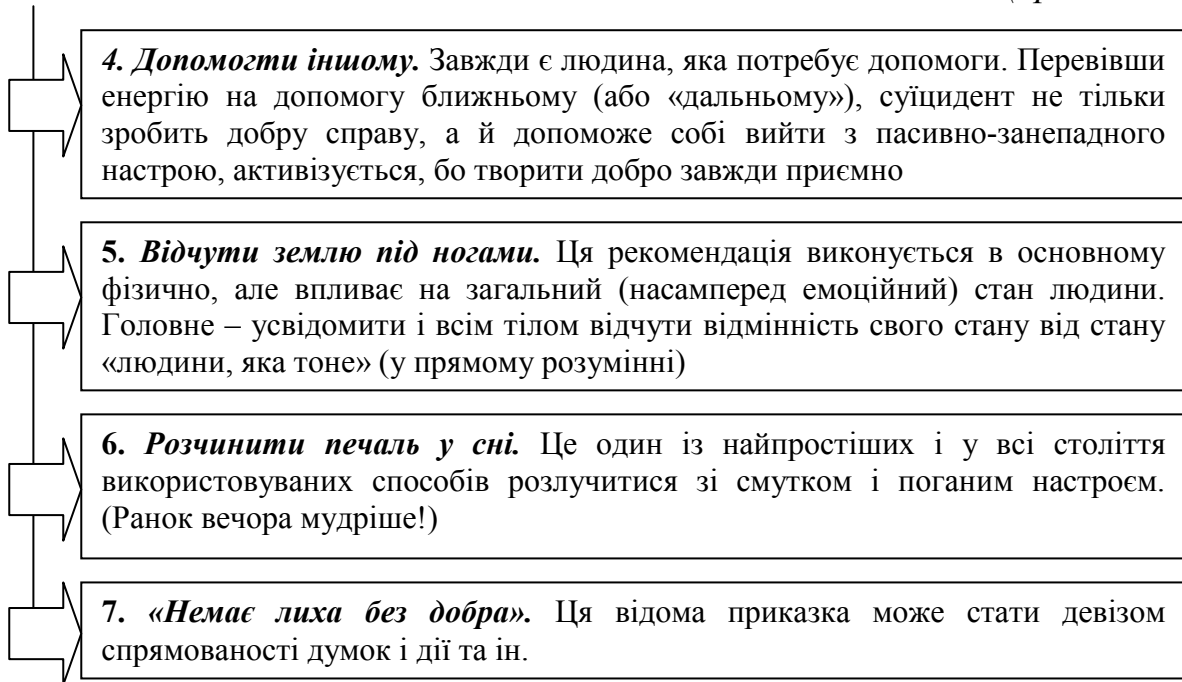 4. Допомогти іншому. Завжди є людина, яка потребує допомоги. Перевівши
енергію на допомогу ближньому (або «дальньому»), суїцидент не тільки
зробить добру справу, а й допоможе собі вийти з пасивно-занепадного
настрою, активізується, бо творити добро завжди приємно
5. Відчути землю під ногами. Ця рекомендація виконується в основному
фізично, але впливає на загальний (насамперед емоційний) стан людини.
Головне – усвідомити і всім тілом відчути відмінність свого стану від стану
«людини, яка тоне» (у прямому розумінні)
6. Розчинити печаль у сні. Це один із найпростіших і у всі століття
використовуваних способів розлучитися зі смутком і поганим настроєм.
(Ранок вечора мудріше!)
7. «Немає лиха без добра». Ця відома приказка може стати девізом
спрямованості думок і дії та ін.